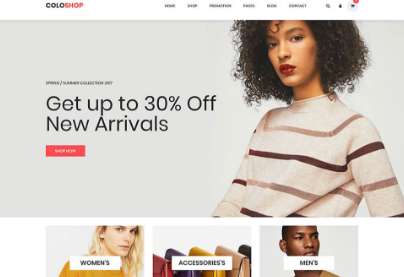 COLOSHOP
HOME SHOP PROMOTION PAGES BLOG CONTACT
SPRING / SUMMER COLLECTION 2017
Get up to 30% Off
New Arrivals
SHOP NOW
WOMEN'S
ACCESSORIES'S
MEN'S